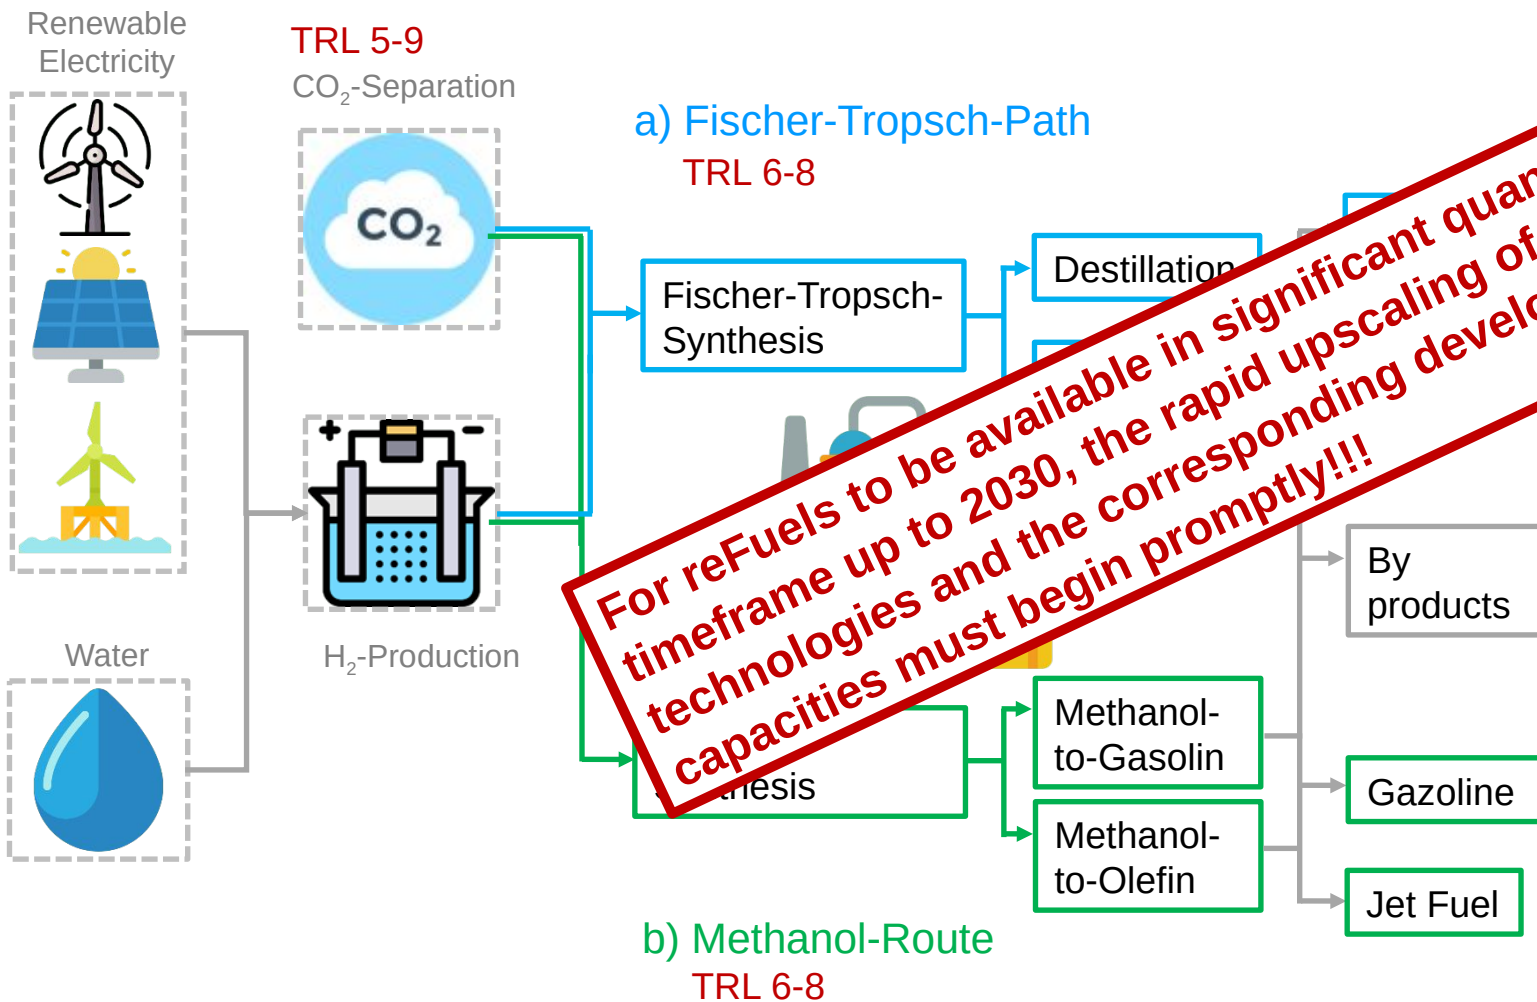 Renewable
Electricity
TRL 5-9
CO₂-Separation
CO₂
a) Fischer-Tropsch-Path
TRL 6-8
Fischer-Tropsch-
Synthesis
Destillation
For reFuels to be available in significant
timeframe up to 2030, the rapid upscaling of
technologies and the corresponding
capacities must begin promptly!!!
+
-
H₂-Production
Water
By
products
Methanol-
to-Gasolin
Gazoline
Methanol-
to-Olefin
Jet Fuel
b) Methanol-Route
TRL 6-8